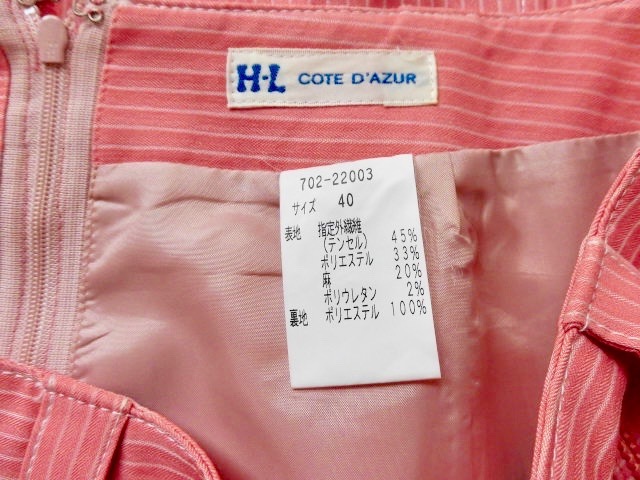 H·L COTE D'AZUR
702-22003
サイズ 40
表地 指定外繊維
(テンセル) 45%
ポリエステル 33%
麻 20%
ポリウレタン 2%
裏地 ポリエステル 100%